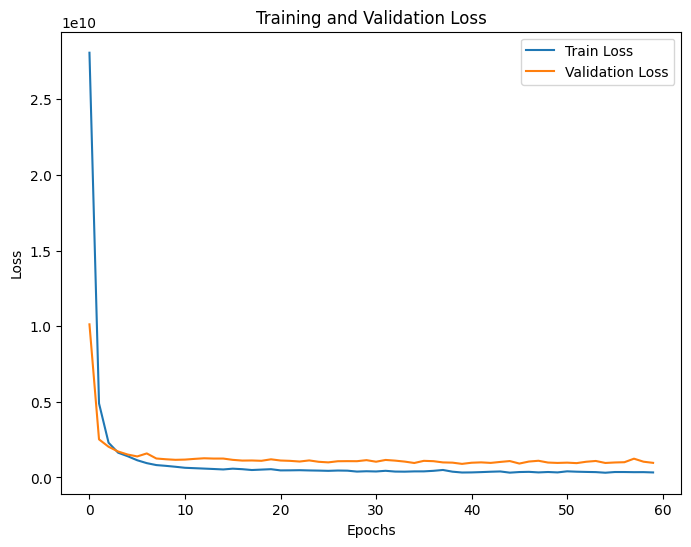 Training and Validation Loss
1e10
Train Loss
Validation Loss
2.5
2.0
1.5
1.0
0.5
0.0
Loss
0 10 20 30 40 50 60
Epochs